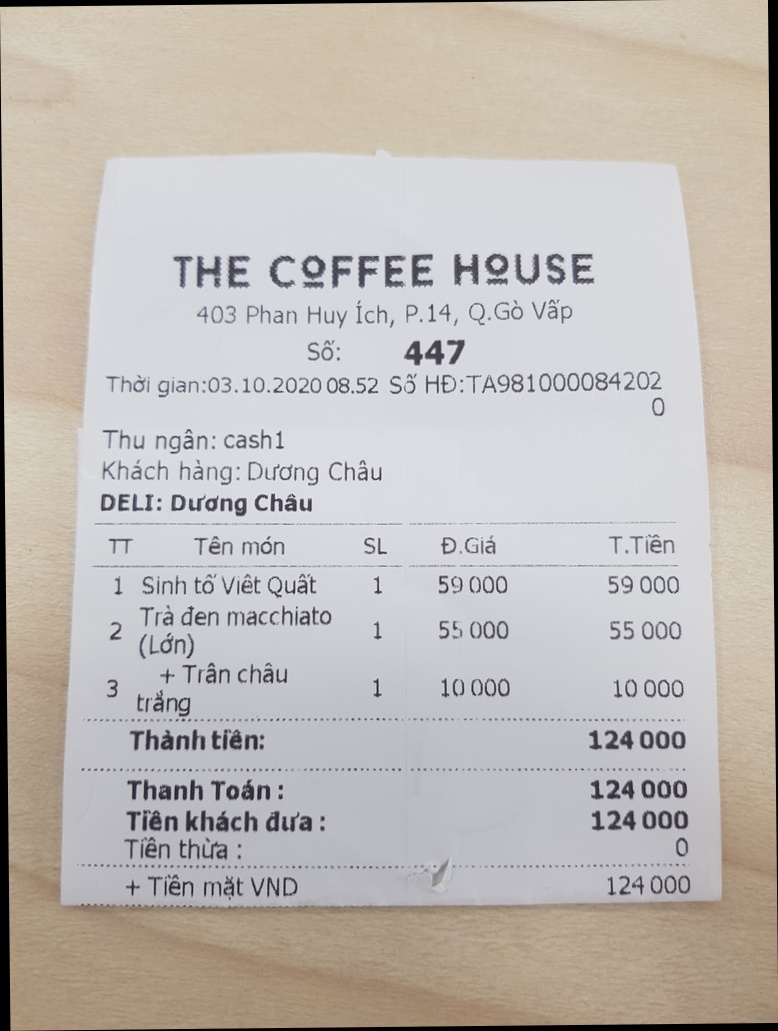 THE COFFEE HOUSE
403 Phan Huy Ích, P.14, Q.Gò Vấp
Số: 447
Thời gian:03.10.2020 08.52 Số HĐ:TA981000084202
0
Thu ngân: cash1
Khách hàng: Dương Châu
DELI: Dương Châu
TT Tên món SL Đ.Giá T.Tiền
1 Sinh tố Việt Quất 1 59 000 59 000
Trà đen macchiato
2 (Lớn) 1 55 000 55 000
+ Trân châu
3 trắng 1 10 000 10 000
Thành tiền: 124 000
Thanh Toán : 124 000
Tiền khách đưa : 124 000
Tiền thừa : 0
+ Tiền mặt VND 124 000